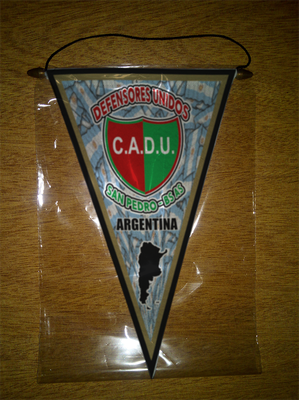 DEFENSORES UNIDOS
C.A.D.U.
SAN PEDRO - BS AS
ARGENTINA